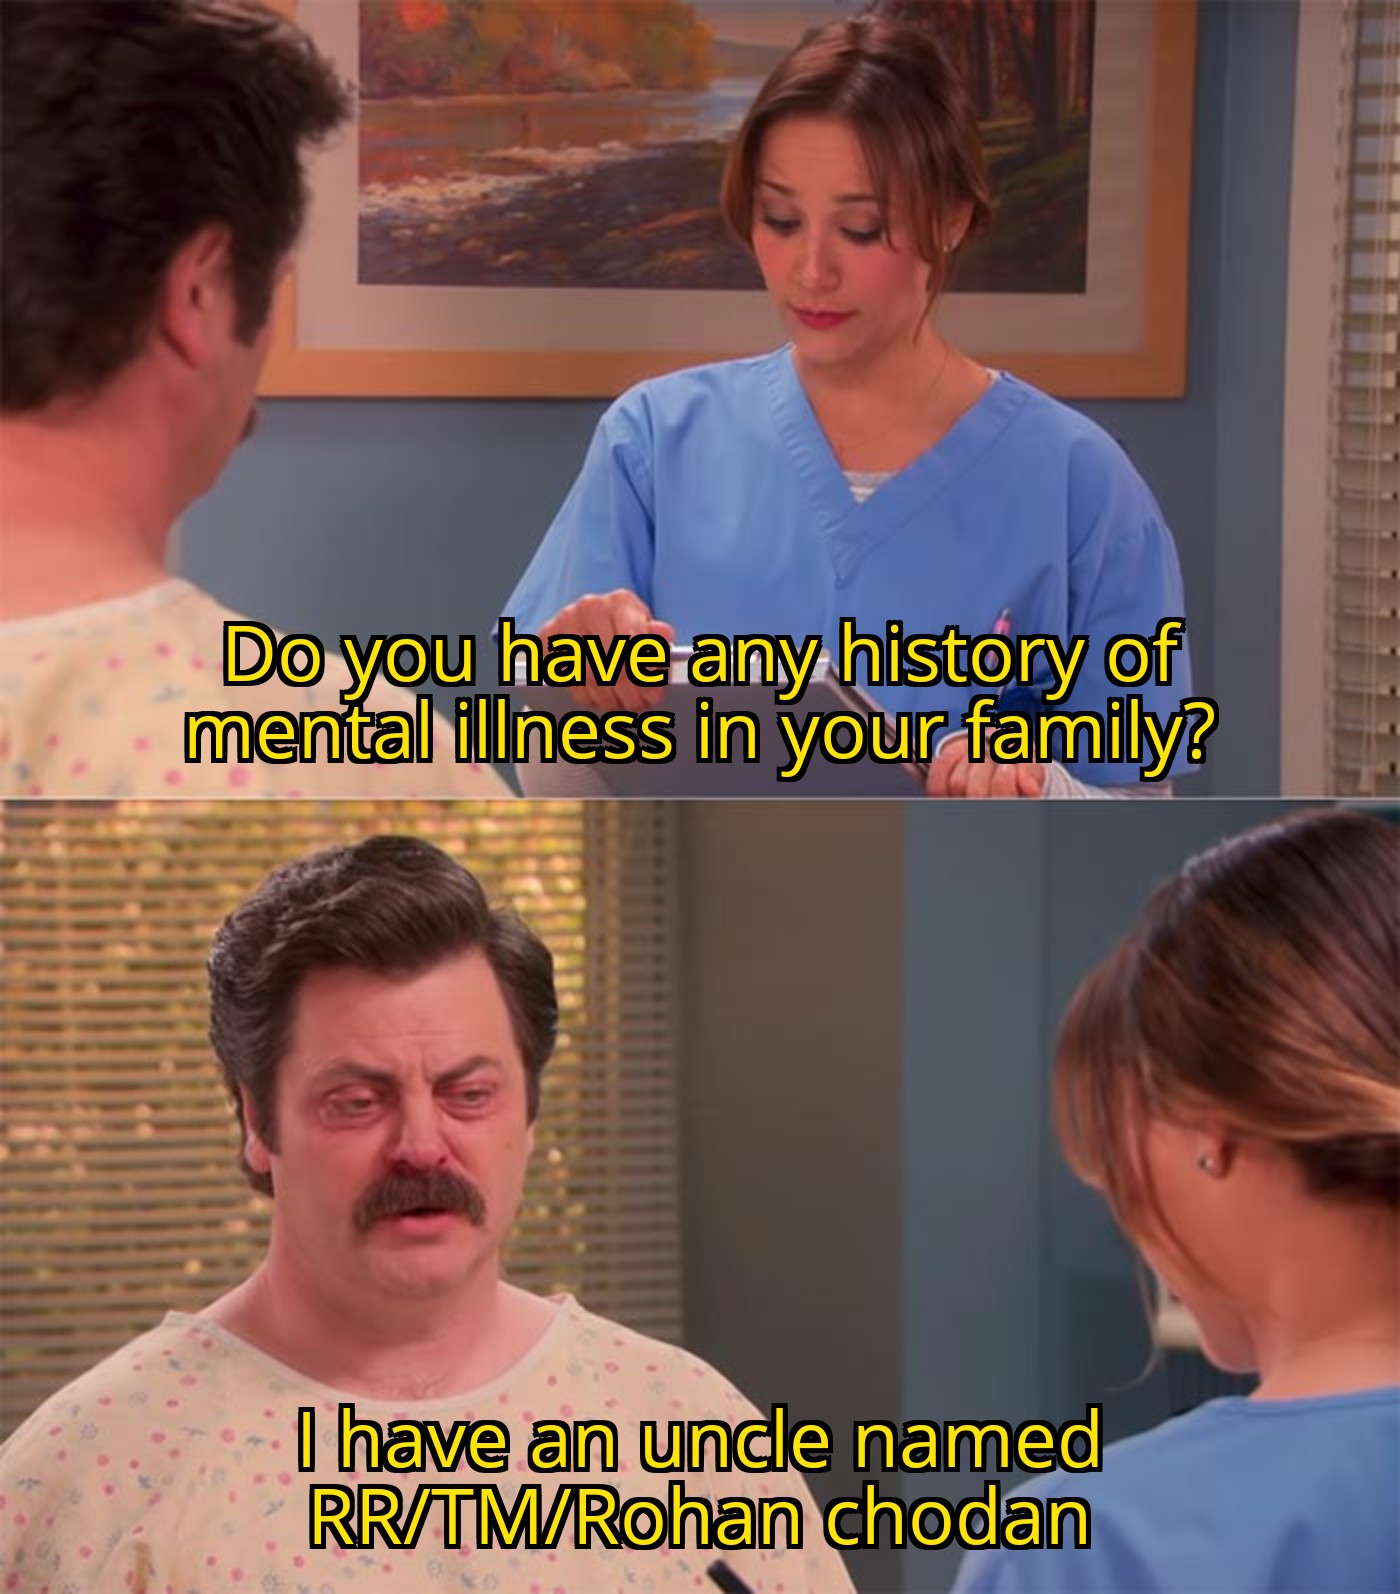 Do you have any history of
mental illness in your family?
I have an uncle named
RR/TM/Rohan chodan